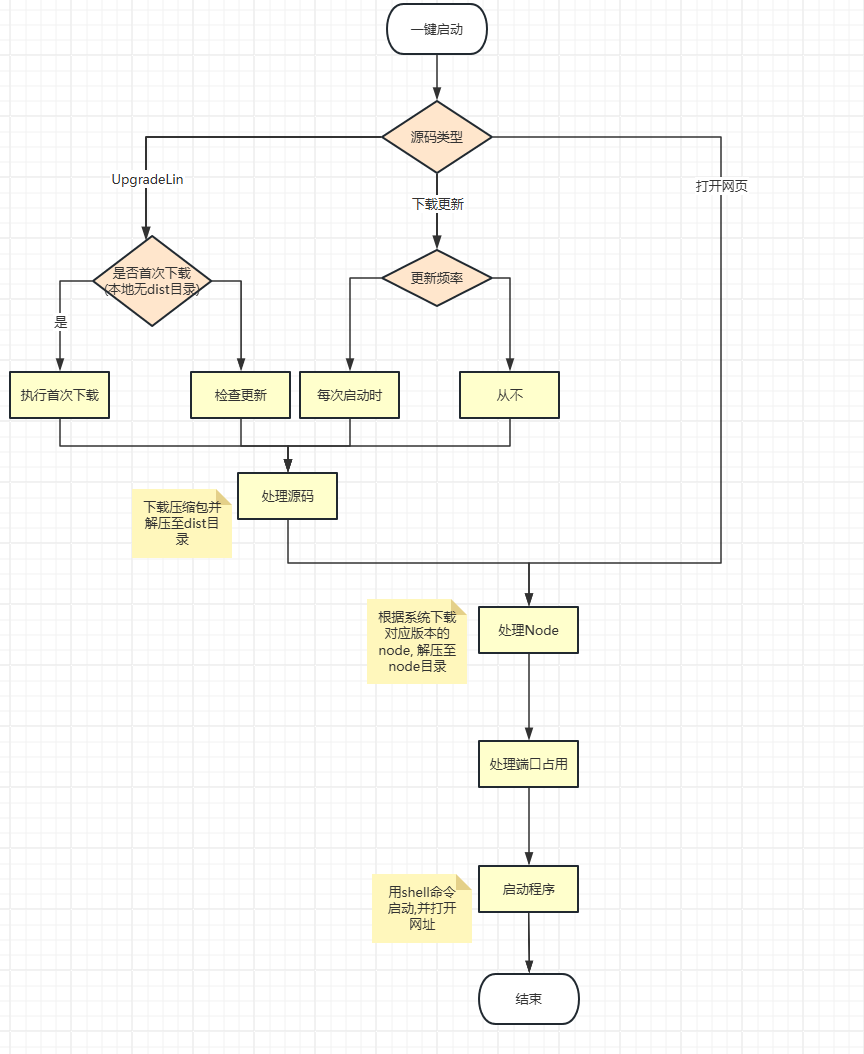 一键启动
源码类型
UpgradeLin
打开网页
下载更新
是否首次下载
(本地无dist目录)
更新频率
是
执行首次下载
检查更新
每次启动时
从不
处理源码
下载压缩包并
解压至dist目
录
根据系统下载
对应版本的
node, 解压至
node目录
处理Node
处理端口占用
用shell命令
启动,并打开
网址
启动程序
结束